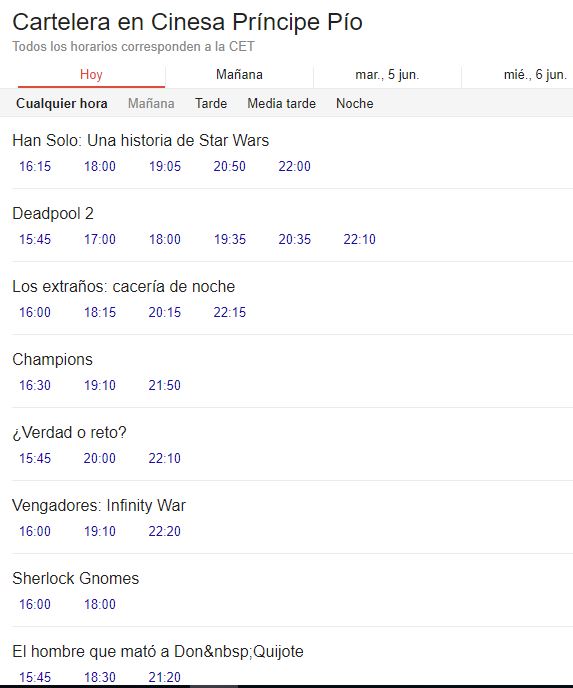 Cartelera en Cinesa Príncipe Pío
Todos los horarios corresponden a la CET
Hoy Mañana mar., 5 jun. mié., 6 jun.
Cualquier hora Mañana Tarde Media tarde Noche
Han Solo: Una historia de Star Wars
16:15 18:00 19:05 20:50 22:00
Deadpool 2
15:45 17:00 18:00 19:35 20:35 22:10
Los extraños: cacería de noche
16:00 18:15 20:15 22:15
Champions
16:30 19:10 21:50
¿Verdad o reto?
15:45 20:00 22:10
Vengadores: Infinity War
16:00 19:10 22:20
Sherlock Gnomes
16:00 18:00
El hombre que mató a Don&nbsp;Quijote
15:45 18:30 21:20